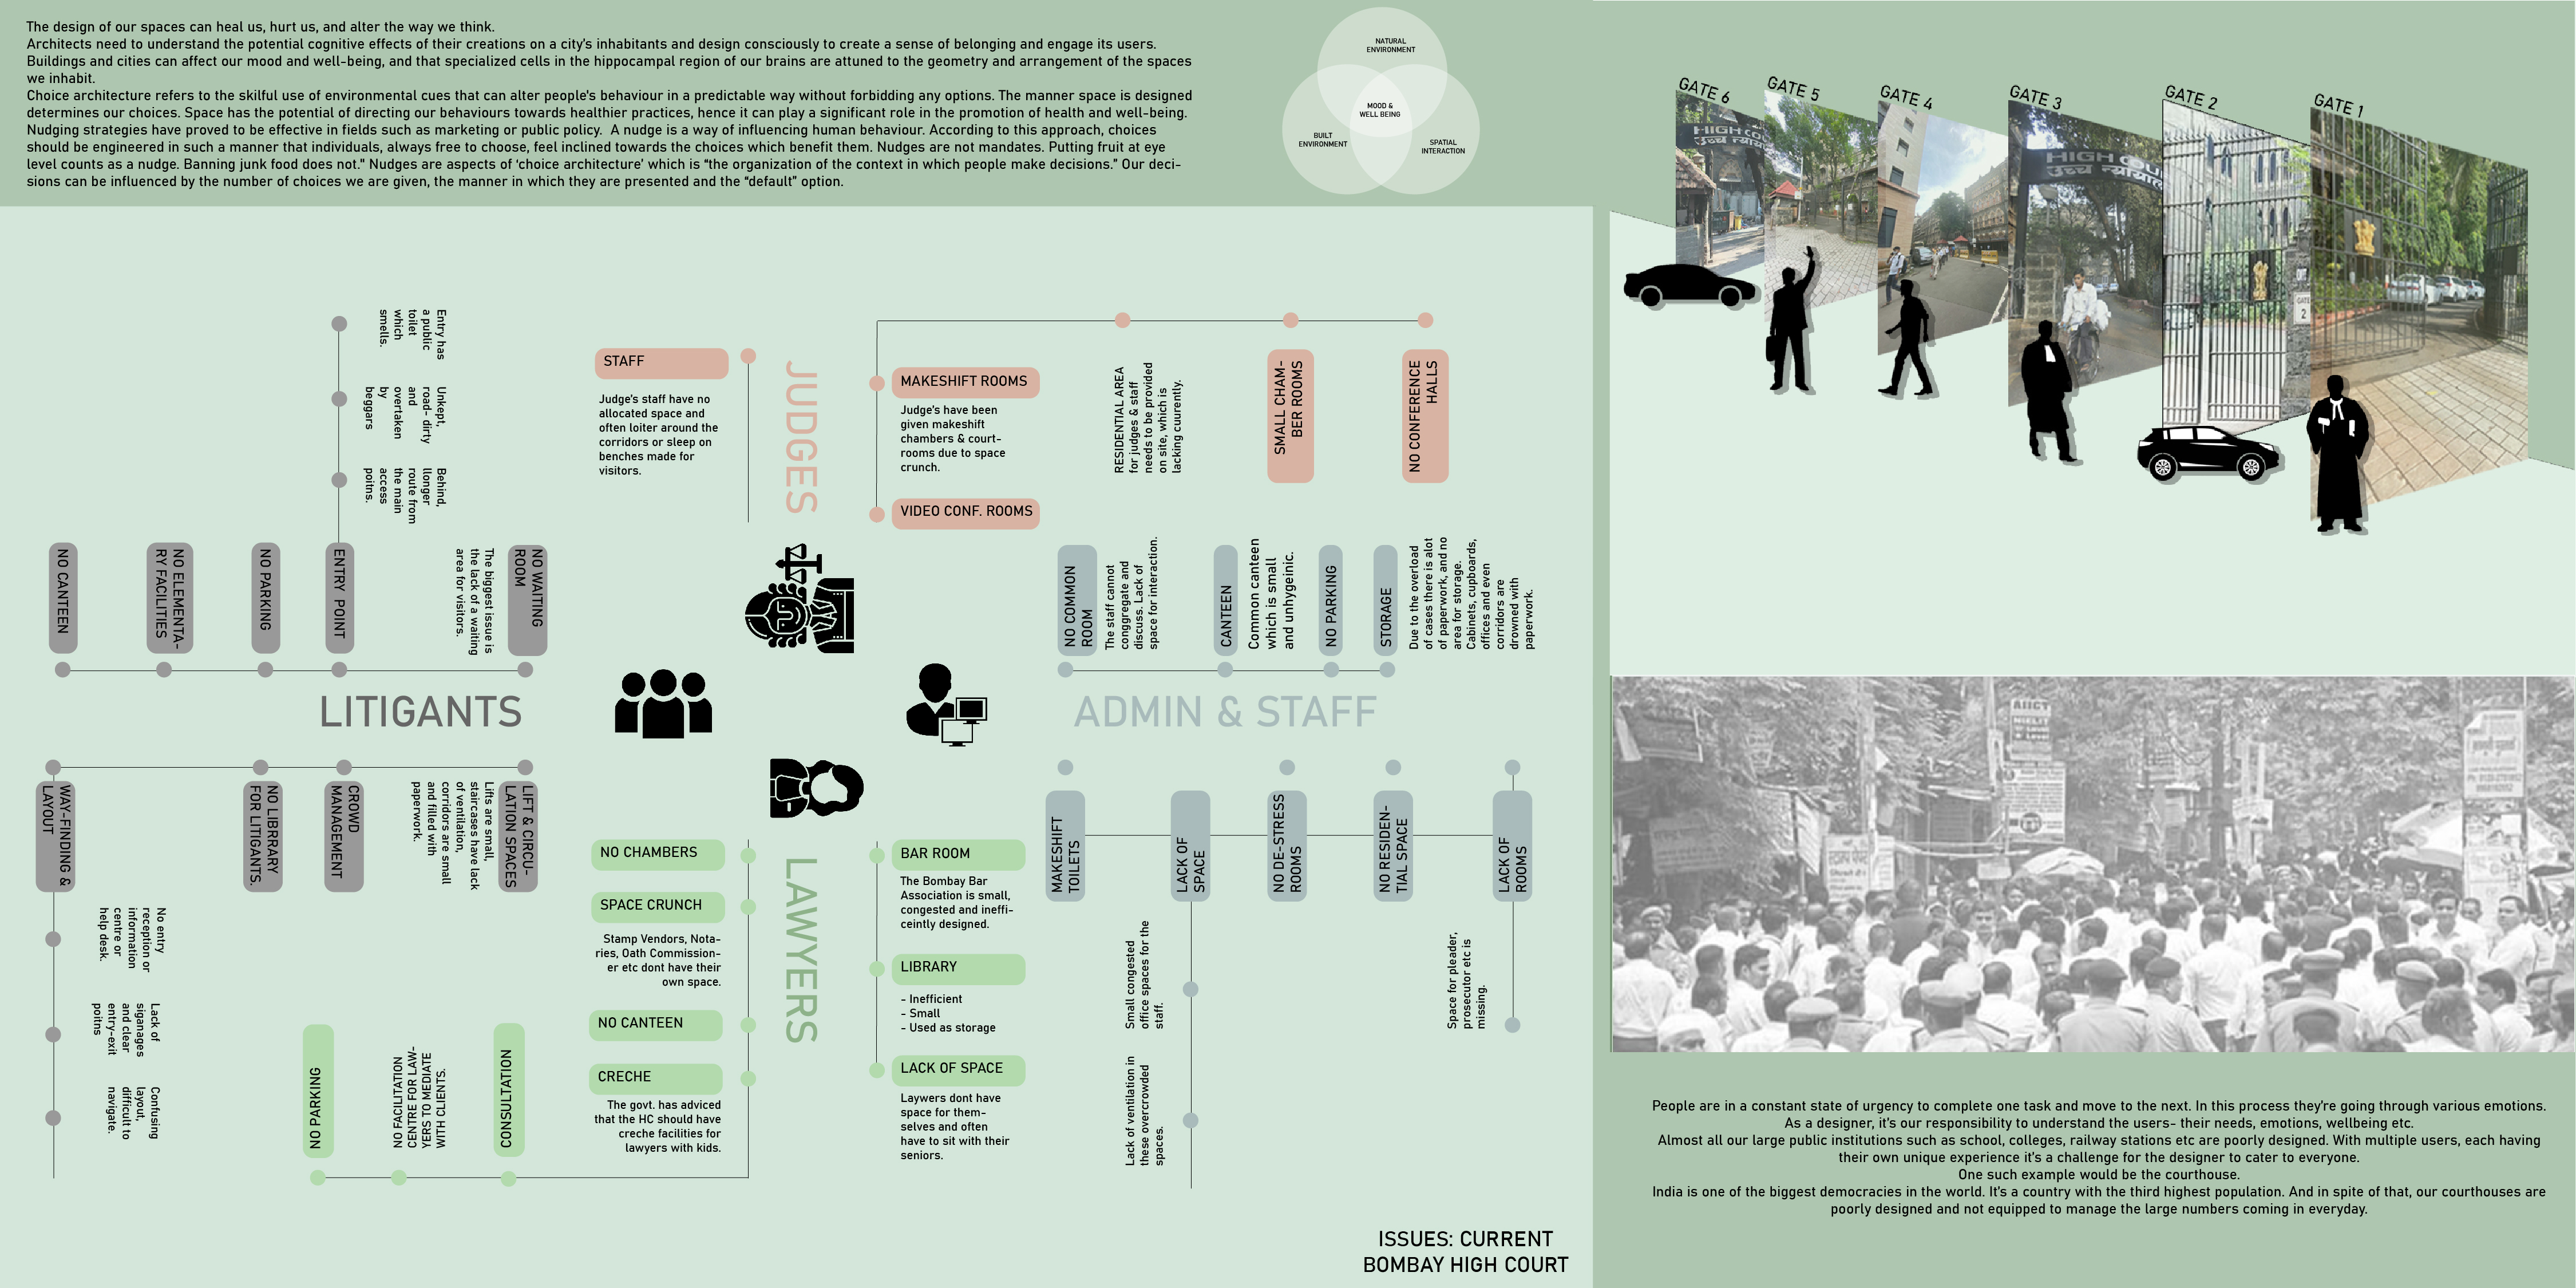 The design of our spaces can heal us, hurt us, and alter the way we think.
Architects need to understand the potential cognitive effects of their creations on a city's inhabitants and design consciously to create a sense of belonging and engage its users.
Buildings and cities can affect our mood and well-being, and that specialized cells in the hippocampal region of our brains are attuned to the geometry and arrangement of the spaces
we inhabit.
Choice architecture refers to the skilful use of environmental cues that can alter people's behaviour in a predictable way without forbidding any options. The manner space is designed
determines our choices. Space has the potential of directing our behaviours towards healthier practices, hence it can play a significant role in the promotion of health and well-being.
Nudging strategies have proved to be effective in fields such as marketing or public policy. A nudge is a way of influencing human behaviour. According to this approach, choices
should be engineered in such a manner that individuals, always free to choose, feel inclined towards the choices which benefit them. Nudges are not mandates. Putting fruit at eye
level counts as a nudge. Banning junk food does not." Nudges are aspects of 'choice architecture' which is "the organization of the context in which people make decisions." Our deci-
sions can be influenced by the number of choices we are given, the manner in which they are presented and the "default" option.
NATURAL
ENVIRONMENT
MOOD &
WELL BEING
BUILT
ENVIRONMENT
SPATIAL
INTERACTION
GATE 6
GATE 5
GATE 4
GATE 3
GATE 2
GATE 1
HIGH COU
उच्च न्यायाल
GATE
2
Entry has
a public
toilet
which
smells.
Unkept,
road- dirty
and
overtaken
by
beggars
Behind,
llonger
route from
the main
access
poitns.
NO CANTEEN
NO ELEMENTA-
RY FACILITIES
NO PARKING
ENTRY POINT
The biggest issue is
the lack of a waiting
area for visitors.
NO WAITING
ROOM
LITIGANTS
WAY-FINDING &
LAYOUT
NO LIBRARY
FOR LITIGANTS.
CROWD
MANAGEMENT
LIFT & CIRCU-
LATION SPACES
Lifts are small,
staircases have lack
of ventilation,
corridors are small
and filled with
paperwork.
No entry
reception or
information
centre or
help desk.
Lack of
siganages
and clear
entry-exit
poitns
Confusing
layout,
difficult to
navigate.
JUDGES
STAFF
Judge's staff have no
allocated space and
often loiter around the
corridors or sleep on
benches made for
visitors.
MAKESHIFT ROOMS
Judge's have been
given makeshift
chambers & court-
rooms due to space
crunch.
VIDEO CONF. ROOMS
RESIDENTIAL AREA
for judges & staff
needs to be provided
on site, which is
lacking curently.
SMALL CHAM-
BER ROOMS
NO CONFERENCE
HALLS
NO COMMON
ROOM
The staff cannot
conggregate and
discuss. Lack of
space for interaction.
CANTEEN
Common canteen
which is small
and unhygeinic.
NO PARKING
STORAGE
Due to the overload
of cases there is alot
of paperwork, and no
area for storage.
Cabinets, cupboards,
offices and even
corridors are
drowned with
paperwork.
ADMIN & STAFF
MAKESHIFT
TOILETS
LACK OF
SPACE
NO DE-STRESS
ROOMS
NO RESIDEN-
TIAL SPACE
LACK OF
ROOMS
Small congested
office spaces for the
staff.
Lack of ventilation in
these overcrowded
spaces.
Space for pleader,
prosecutor etc is
missing.
LAWYERS
NO CHAMBERS
SPACE CRUNCH
Stamp Vendors, Nota-
ries, Oath Commission-
er etc dont have their
own space.
NO CANTEEN
CRECHE
The govt. has adviced
that the HC should have
creche facilities for
lawyers with kids.
BAR ROOM
The Bombay Bar
Association is small,
congested and ineffi-
ceintly designed.
LIBRARY
- Inefficient
- Small
- Used as storage
LACK OF SPACE
Laywers dont have
space for them-
selves and often
have to sit with their
seniors.
NO PARKING
NO FACILITATION
CENTRE FOR LAW-
YERS TO MEDIATE
WITH CLIENTS.
CONSULTATION
ISSUES: CURRENT
BOMBAY HIGH COURT
People are in a constant state of urgency to complete one task and move to the next. In this process they're going through various emotions.
As a designer, it's our responsibility to understand the users- their needs, emotions, wellbeing etc.
Almost all our large public institutions such as school, colleges, railway stations etc are poorly designed. With multiple users, each having
their own unique experience it's a challenge for the designer to cater to everyone.
One such example would be the courthouse.
India is one of the biggest democracies in the world. It's a country with the third highest population. And in spite of that, our courthouses are
poorly designed and not equipped to manage the large numbers coming in everyday.